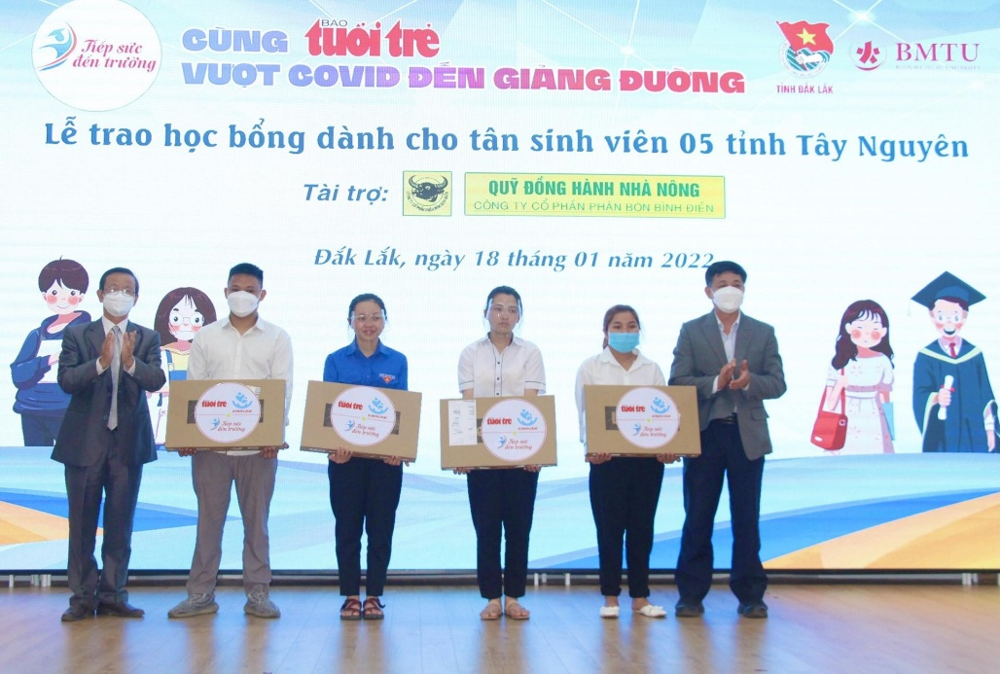 Tiếp sức
đến trường
CÙNG BÁO tuổi trẻ
VƯỢT COVID ĐẾN GIẢNG ĐƯỜNG
TỈNH ĐẮK LẮK
BMTU
Lễ trao học bổng dành cho tân sinh viên 05 tỉnh Tây Nguyên
Tài trợ:
QUỸ ĐỒNG HÀNH NHÀ NÔNG
CÔNG TY CỔ PHẦN PHÂN BÓN BÌNH ĐIỀN
Đắk Lắk, ngày 18 tháng 01 năm 2022
tuổi trẻ
Tiếp sức
đến trường
tuổi trẻ
Tiếp sức
đến trường
tuổi trẻ
Tiếp sức
đến trường
tuổi trẻ
Tiếp sức
đến trường